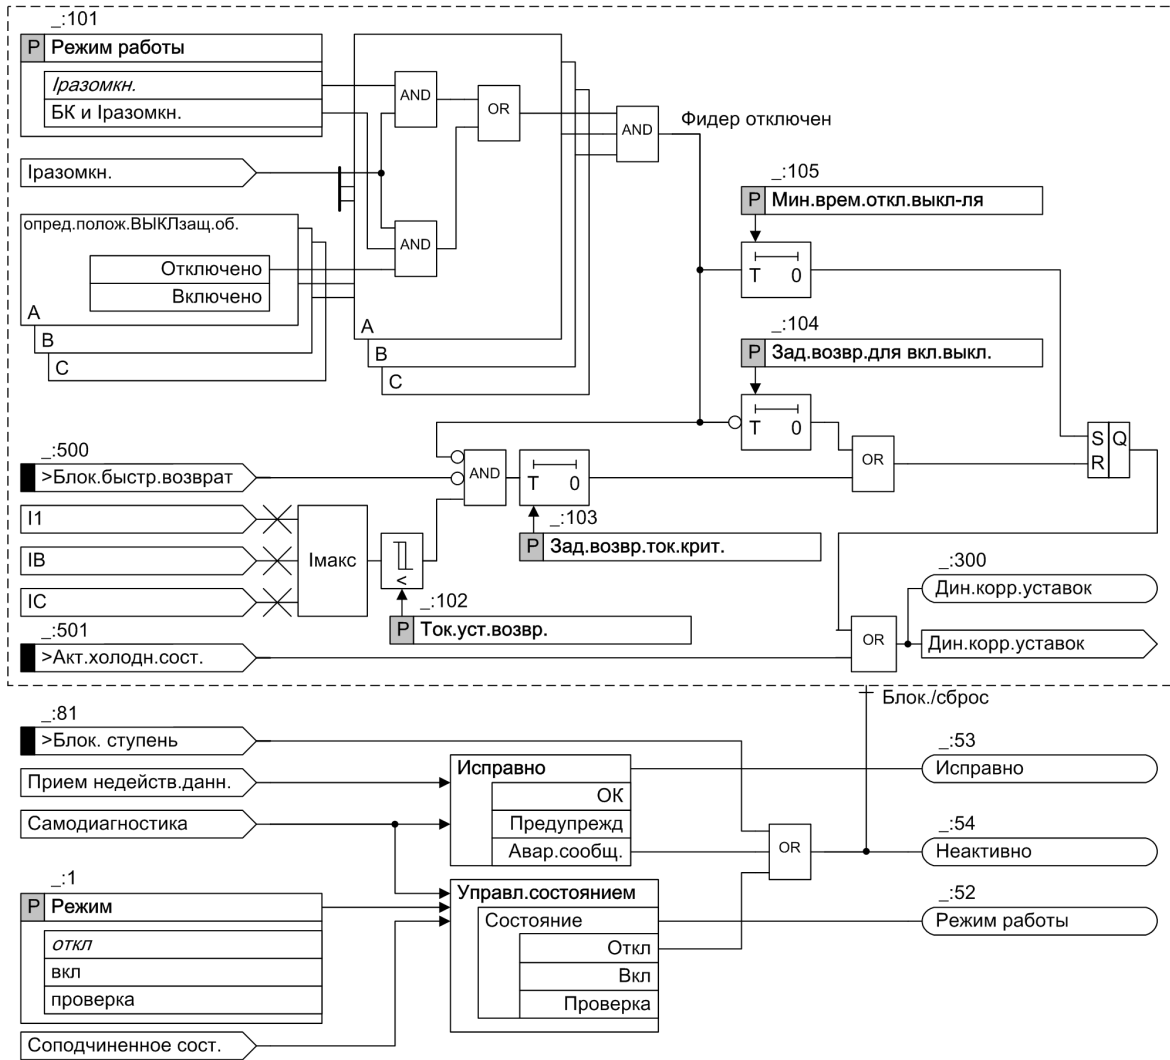 _:101
P Режим работы
Iразомкн.
БК и Iразомкн.
AND
OR
AND
Фидер отключен
Iразомкн.
_:105
P Мин.врем.откл.выкл-ля
T 0
опред.полож.ВЫКЛзащ.об.
AND
Отключено
Включено
A
B
C
A
B
C
_:104
P Зад.возвр.для вкл.выкл.
T 0
_:500
>Блок.быстр.возврат
AND
T 0
OR
S Q
R
_:103
P Зад.возвр.ток.крит.
I1
IB
IC
Iмакс
<
_:102
P Ток.уст.возвр.
_:300
Дин.корр.уставок
_:501
>Акт.холодн.сост.
OR
Дин.корр.уставок
Блок./сброс
_:81
>Блок. ступень
_:53
Исправно
Прием недейств.данн.
Исправно
ОК
Предупрежд
Авар.сообщ.
Самодиагностика
OR
_:54
Неактивно
_:1
P Режим
откл
вкл
проверка
Управл.состоянием
Состояние
Откл
Вкл
Проверка
_:52
Режим работы
Соподчиненное сост.